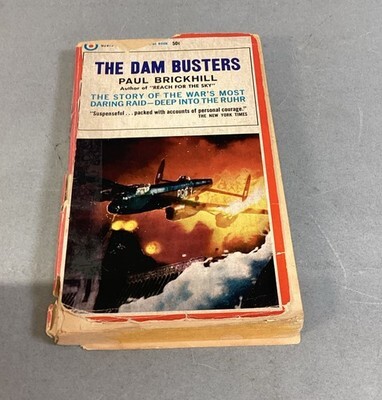 50¢
THE DAM BUSTERS
PAUL BRICKHILL
Author of "REACH FOR THE SKY"
THE STORY OF THE WAR'S MOST
DARING RAID—DEEP INTO THE RUHR
"Suspenseful... packed with accounts of personal courage."
THE NEW YORK TIMES